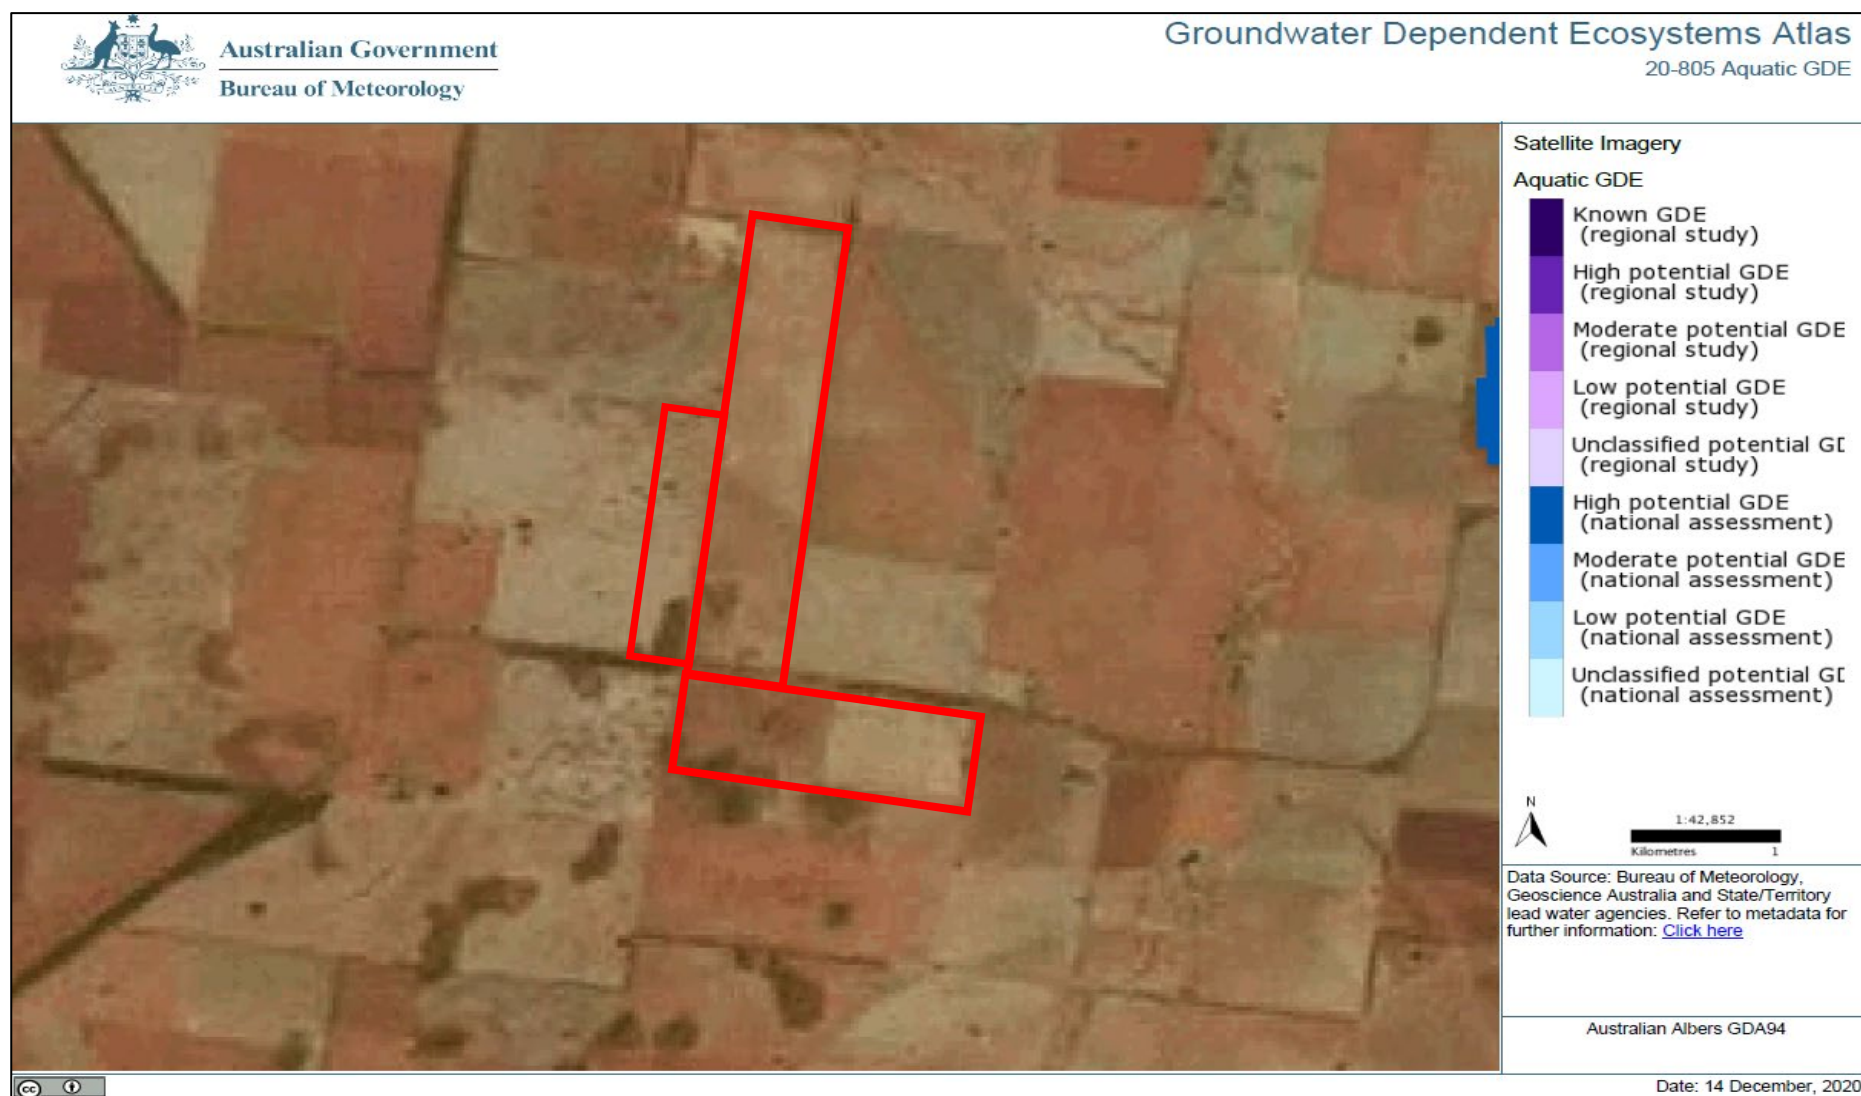 Australian Government
Bureau of Meteorology
Groundwater Dependent Ecosystems Atlas
20-805 Aquatic GDE
Satellite Imagery
Aquatic GDE
Known GDE
(regional study)
High potential GDE
(regional study)
Moderate potential GDE
(regional study)
Low potential GDE
(regional study)
Unclassified potential GD
(regional study)
High potential GDE
(national assessment)
Moderate potential GDE
(national assessment)
Low potential GDE
(national assessment)
Unclassified potential GD
(national assessment)
N
1:42,852
Kilometres 1
Data Source: Bureau of Meteorology,
Geoscience Australia and State/Territory
lead water agencies. Refer to metadata for
further information: Click here
Australian Albers GDA94
cc
Date: 14 December, 2020